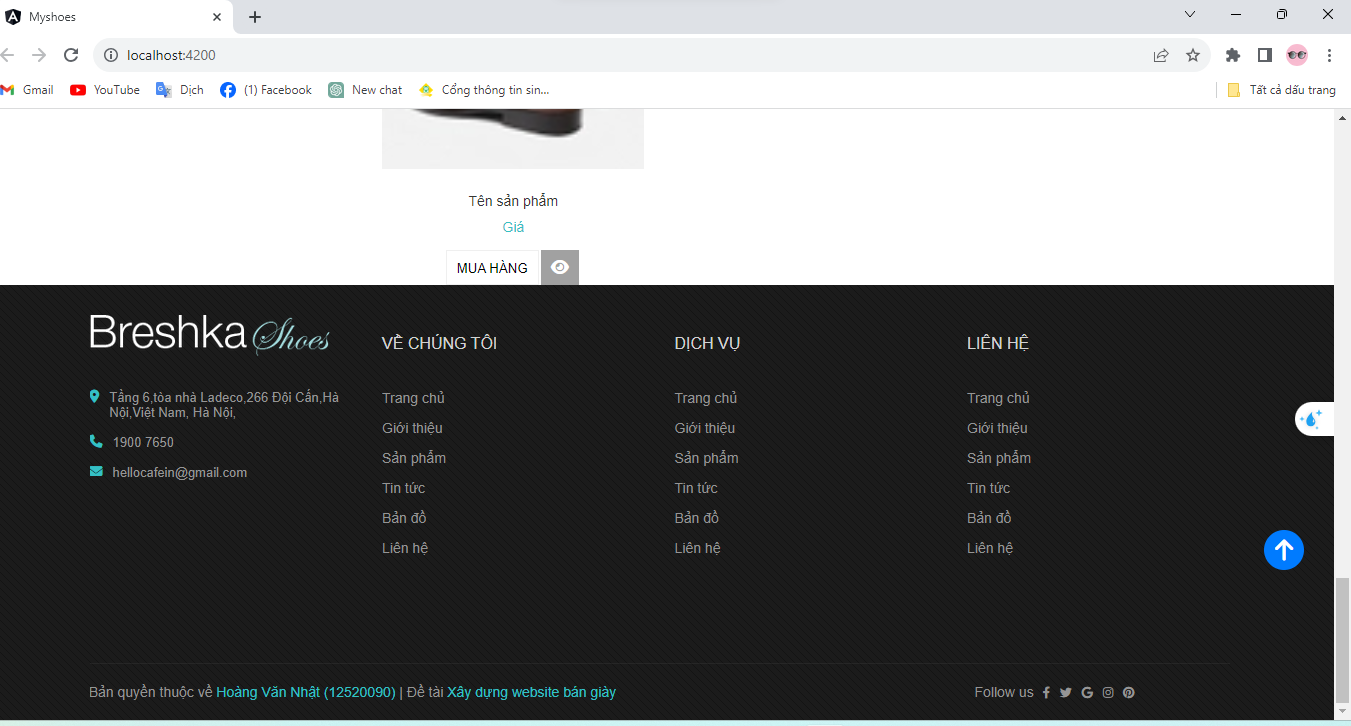 Myshoes
localhost:4200
Gmail YouTube Dịch (1) Facebook New chat Cổng thông tin sin... Tất cả dấu trang
Tên sản phẩm
Giá
MUA HÀNG
Breshka Shoes
Tầng 6,tòa nhà Ladeco,266 Đội Cấn,Hà
Nội,Việt Nam, Hà Nội,
1900 7650
hellocafein@gmail.com
VỀ CHÚNG TÔI
Trang chủ
Giới thiệu
Sản phẩm
Tin tức
Bản đồ
Liên hệ
DỊCH VỤ
Trang chủ
Giới thiệu
Sản phẩm
Tin tức
Bản đồ
Liên hệ
LIÊN HỆ
Trang chủ
Giới thiệu
Sản phẩm
Tin tức
Bản đồ
Liên hệ
Bản quyền thuộc về Hoàng Văn Nhật (12520090) | Đề tài Xây dựng website bán giày
Follow us